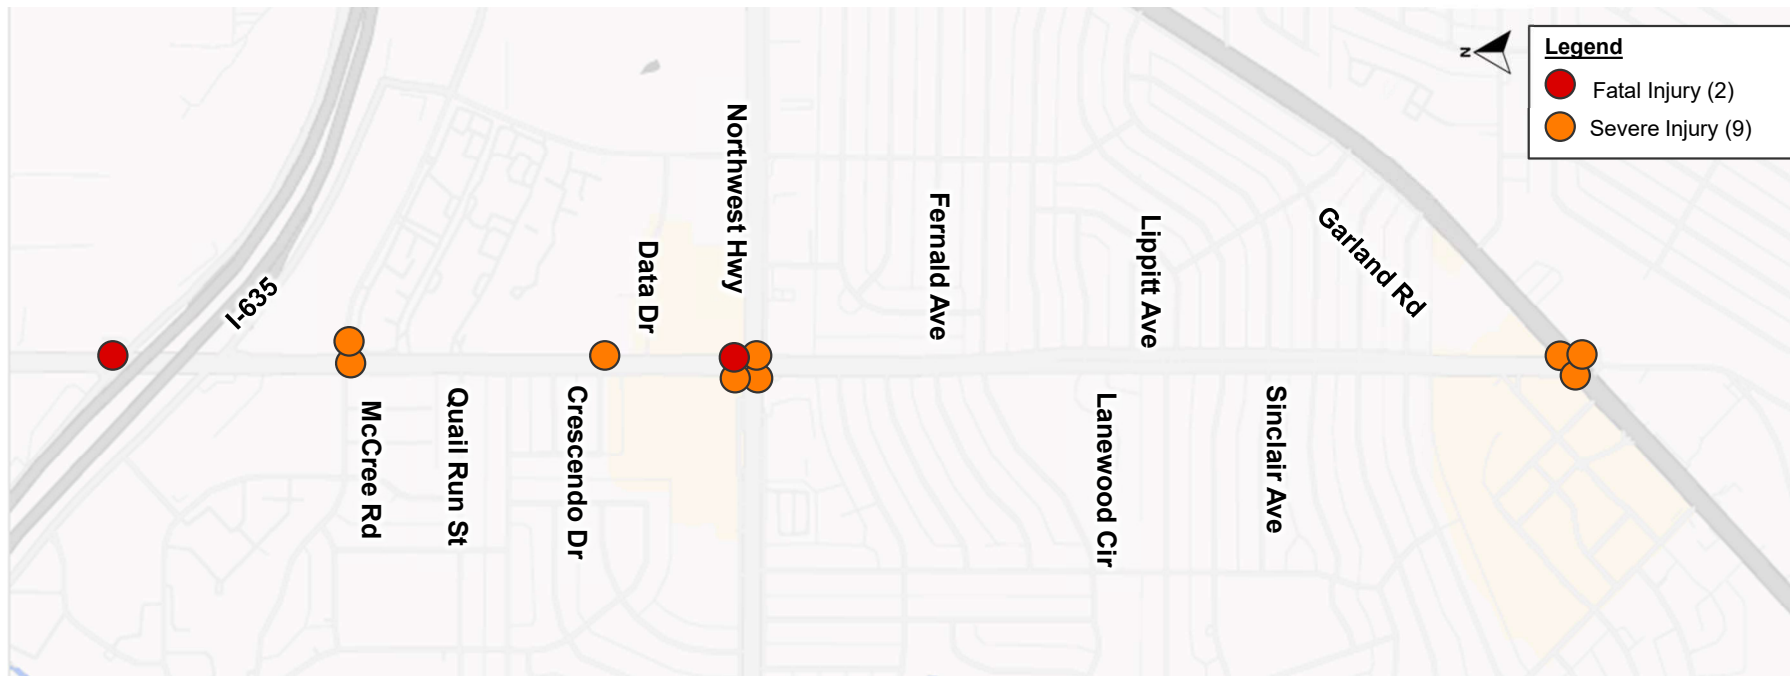 Legend
Fatal Injury (2)
Severe Injury (9)
N
Northwest Hwy
Data Dr
Fernald Ave
Lippitt Ave
Garland Rd
I-635
McCree Rd
Quail Run St
Crescendo Dr
Lanewood Cir
Sinclair Ave